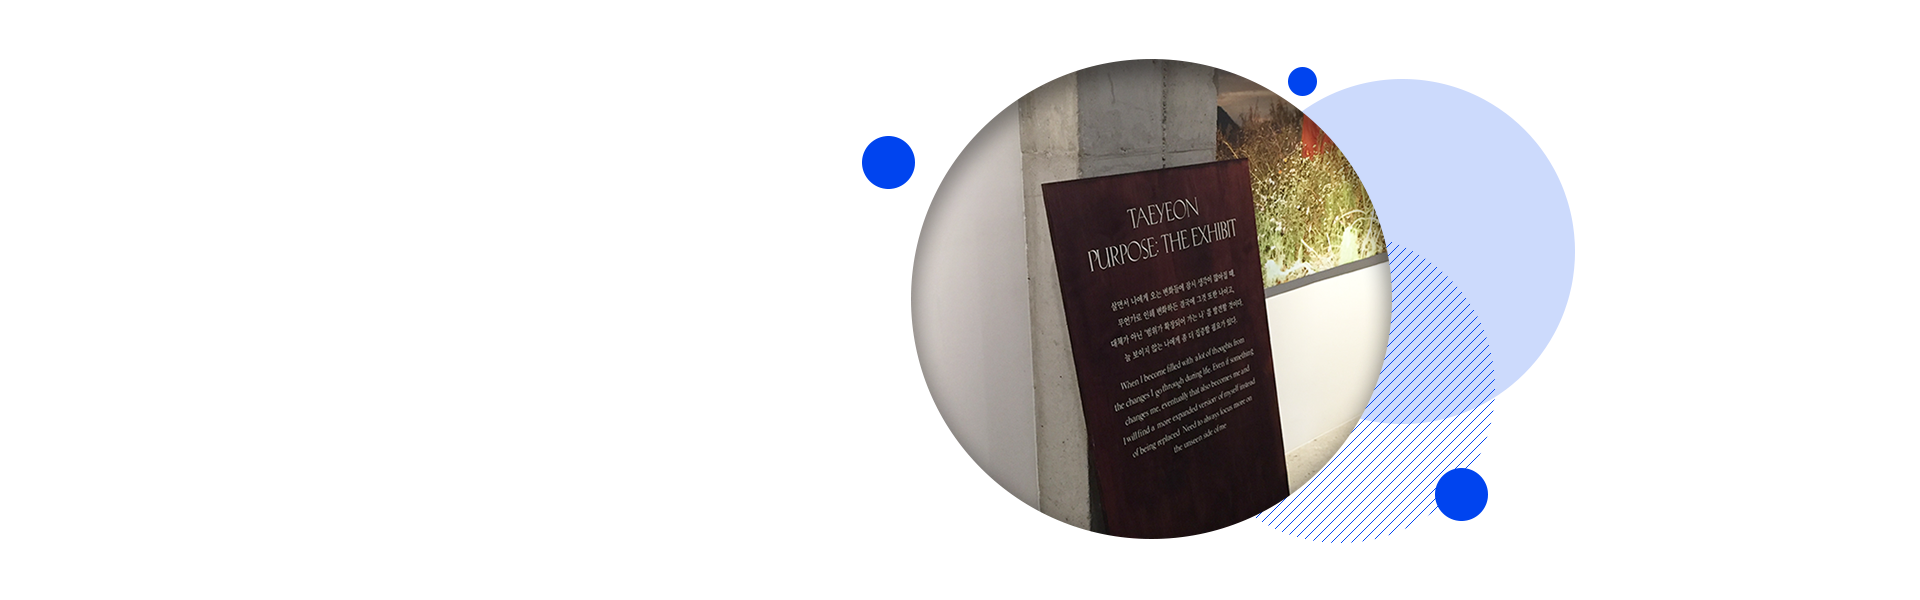 TAEYEON
PURPOSE: THE EXHIBIT
살면서 나에게 오는 변화들에 잠시 생각이 많아질 때,
무언가로 인해 변화하든 결국에 그것 또한 나이고,
대체가 아닌 '범위가 확장되어 가는 나' 를 발견할 것이다.
늘 보이지 않는 나에게 좀 더 집중할 필요가 있다.
When I become filled with a lot of thoughts from
the changes I go through during life. Even if something
changes me, eventually that also becomes me and
I will find a 'more expanded version' of myself instead
of being replaced. Need to always focus more on
the unseen side of me